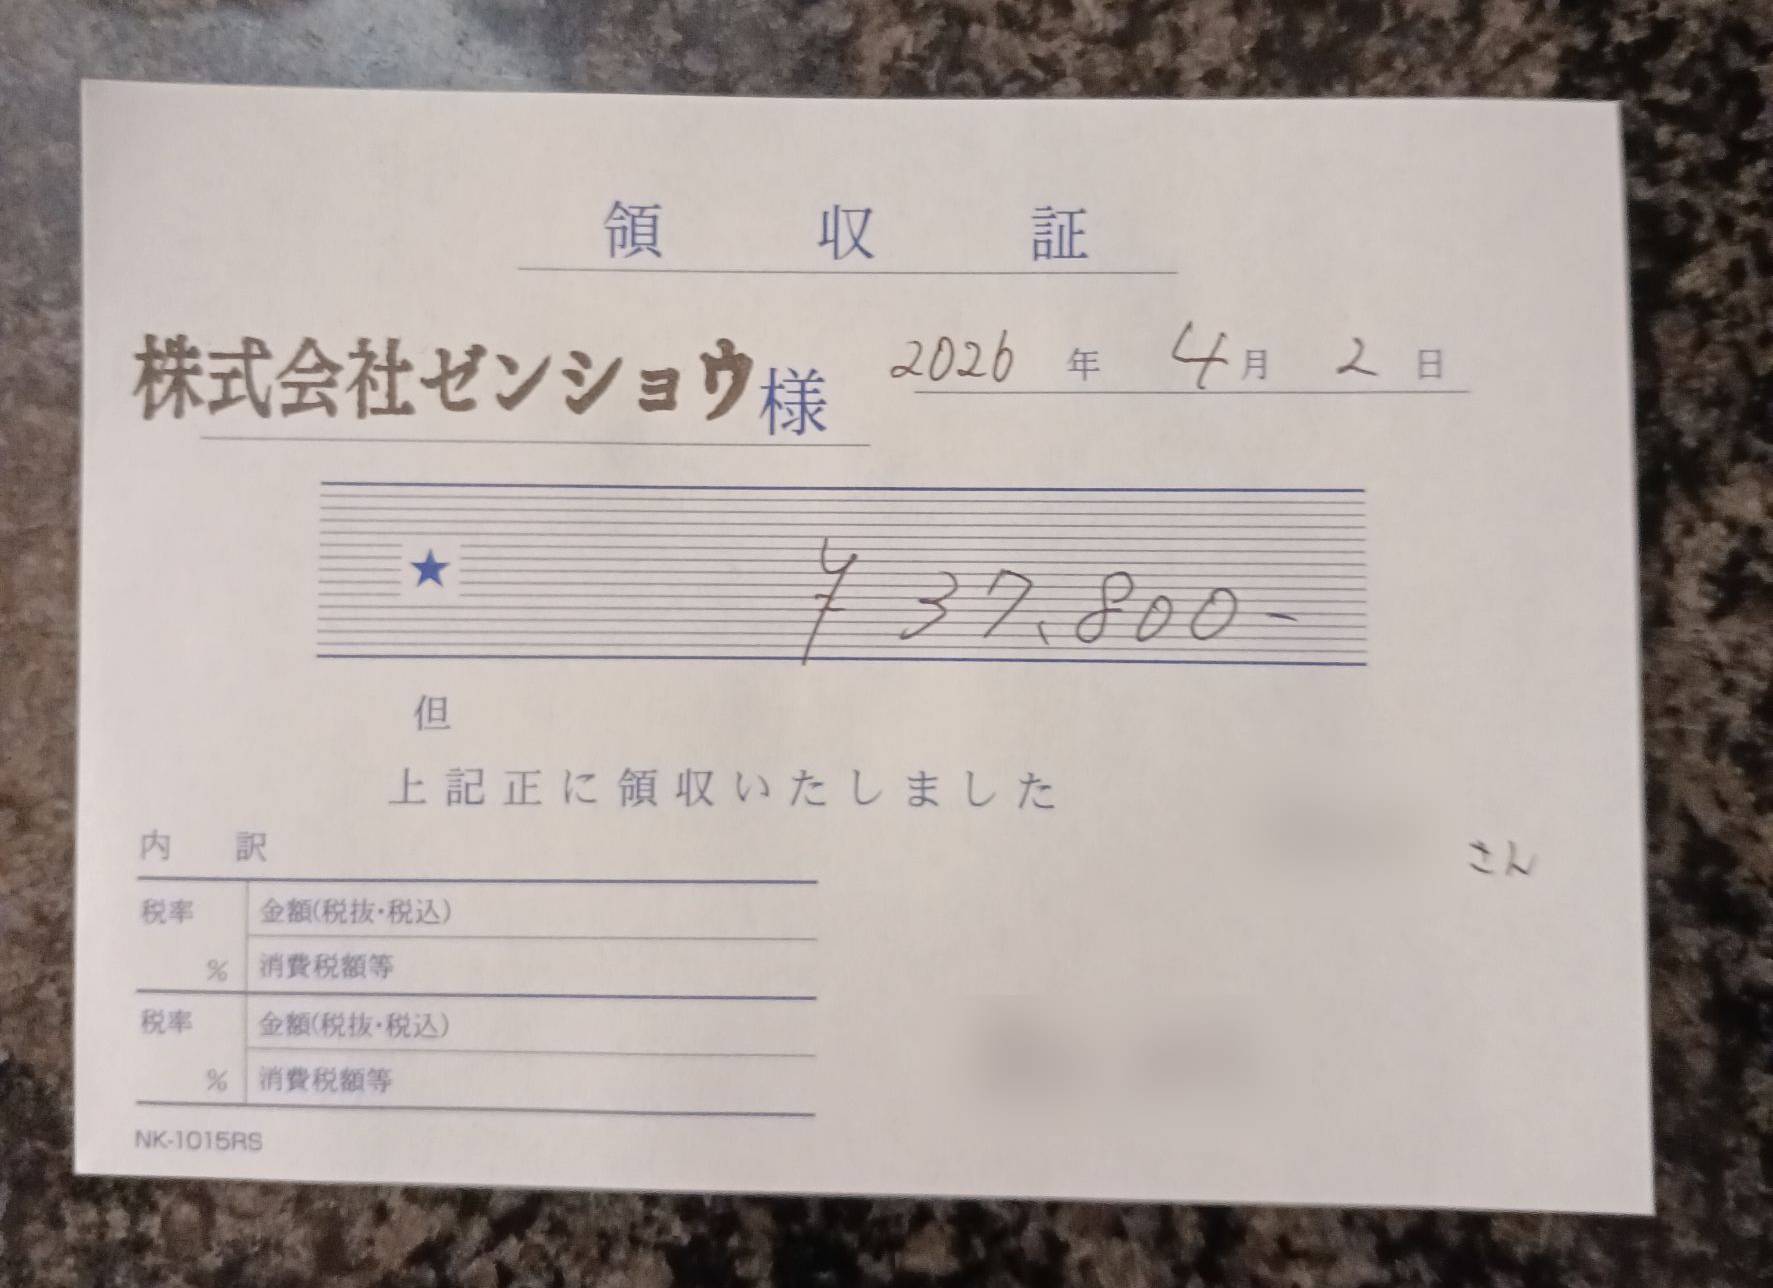 領収証
株式会社ゼンショウ様 2026年4月2日
★ ¥37,800-
但
上記正に領収いたしました
内訳 さん
税率 金額(税抜・税込)
% 消費税額等
税率 金額(税抜・税込)
% 消費税額等
NK-1015RS